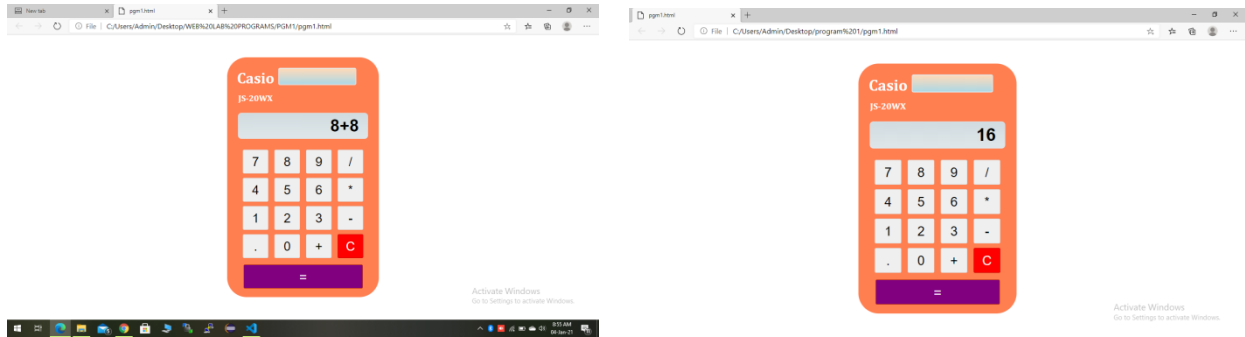 New tab
pgm1.html
File | C:/Users/Admin/Desktop/WEB%20LAB%20PROGRAMS/PGM1/pgm1.html
Casio
JS-20WX
8+8
7 8 9 /
4 5 6 *
1 2 3 -
. 0 + C
=
Activate Windows
Go to Settings to activate Windows.
8:55 AM
04-Jan-21
pgm1.html
File | C:/Users/Admin/Desktop/program%201/pgm1.html
Casio
JS-20WX
16
7 8 9 /
4 5 6 *
1 2 3 -
. 0 + C
=
Activate Windows
Go to Settings to activate Windows.